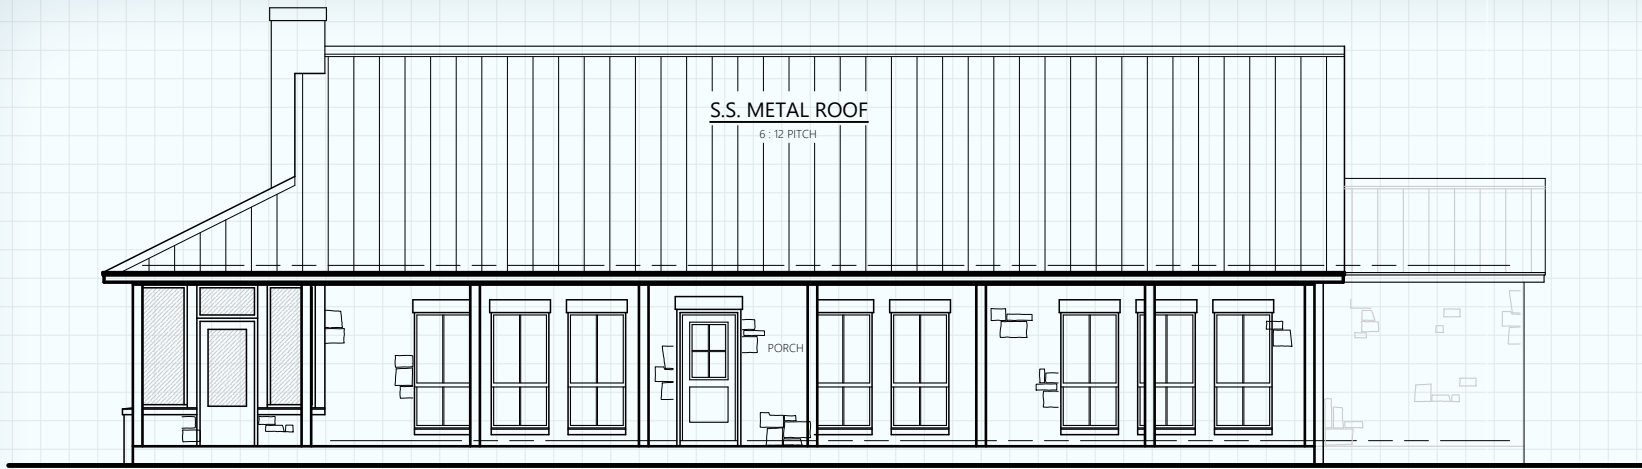 S.S. METAL ROOF
6 : 12 PITCH
PORCH